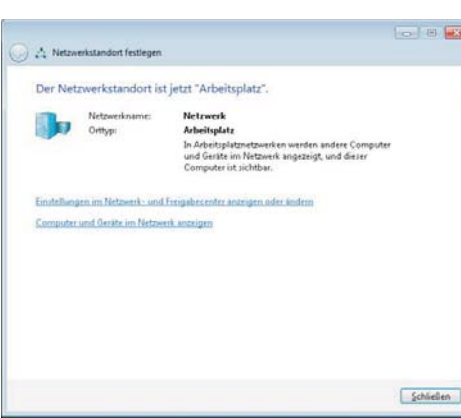 Netzwerkstandort festlegen
Der Netzwerkstandort ist jetzt "Arbeitsplatz".
Netzwerkname: Netzwerk
Orttyp: Arbeitsplatz
In Arbeitsplatznetzwerken werden andere Computer
und Geräte im Netzwerk angezeigt, und dieser
Computer ist sichtbar.
Einstellungen im Netzwerk- und Freigabecenter anzeigen oder ändern
Computer und Geräte im Netzwerk anzeigen
Schließen